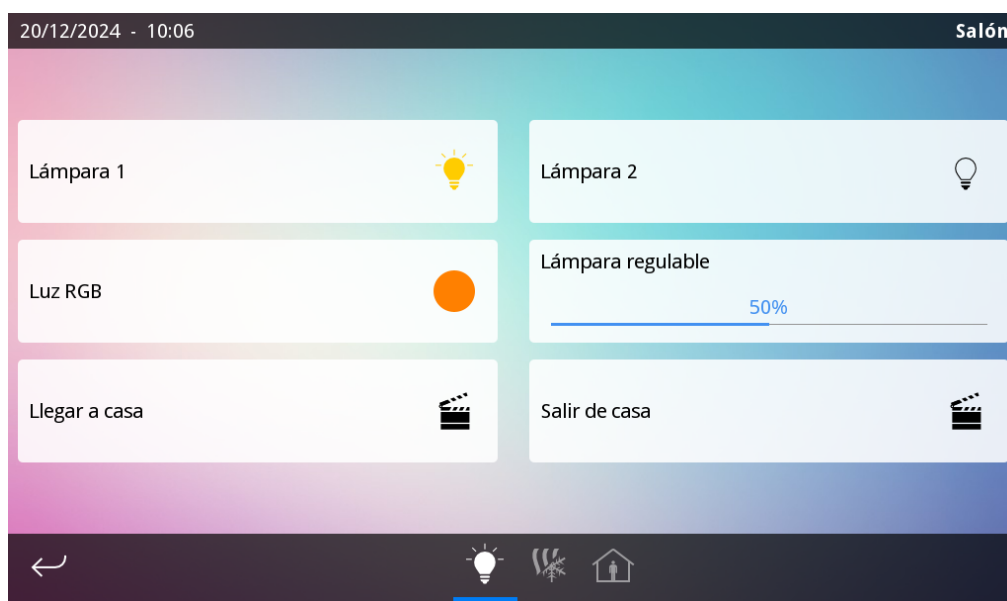 20/12/2024 - 10:06
Salón
Lámpara 1
Lámpara 2
Luz RGB
Lámpara regulable
50%
Llegar a casa
Salir de casa